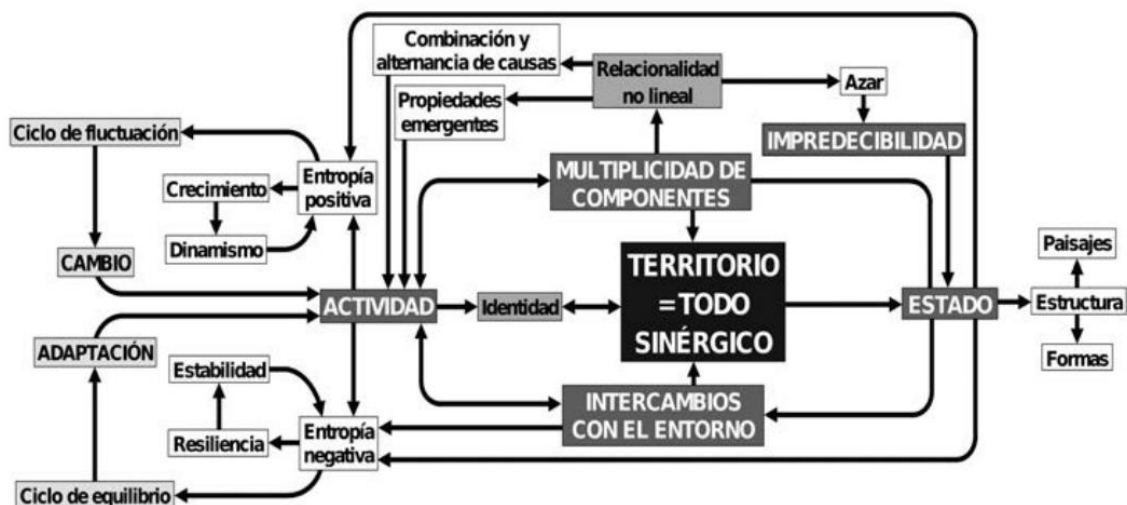 Combinación y
alternancia de causas
Relacionalidad
no lineal
Azar
Propiedades
emergentes
Ciclo de fluctuación
IMPREDECIBILIDAD
MULTIPLICIDAD DE
COMPONENTES
Crecimiento
Entropía
positiva
Dinamismo
Paisajes
CAMBIO
TERRITORIO
=TODO
SINÉRGICO
ACTIVIDAD
Identidad
ESTADO
Estructura
ADAPTACIÓN
Formas
Estabilidad
INTERCAMBIOS
CON EL ENTORNO
Resiliencia
Entropía
negativa
Ciclo de equilibrio